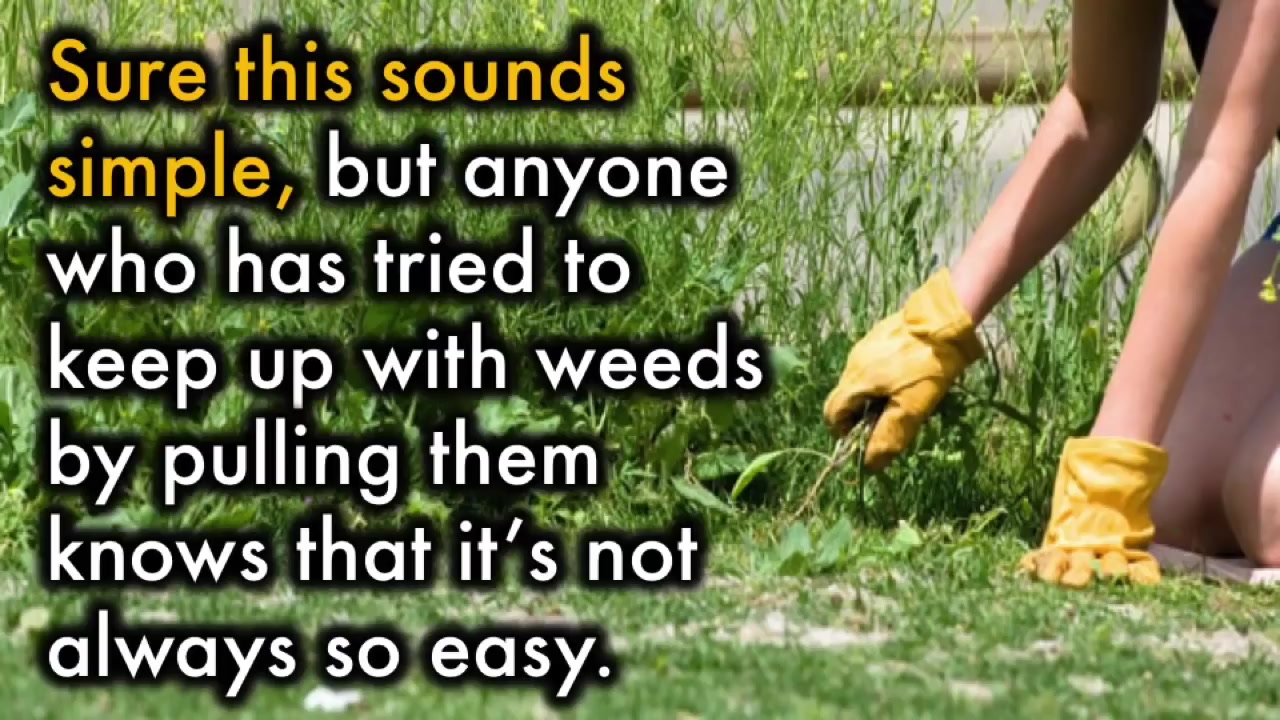 Sure this sounds
simple, but anyone
who has tried to
keep up with weeds
by pulling them
knows that it’s not
always so easy.